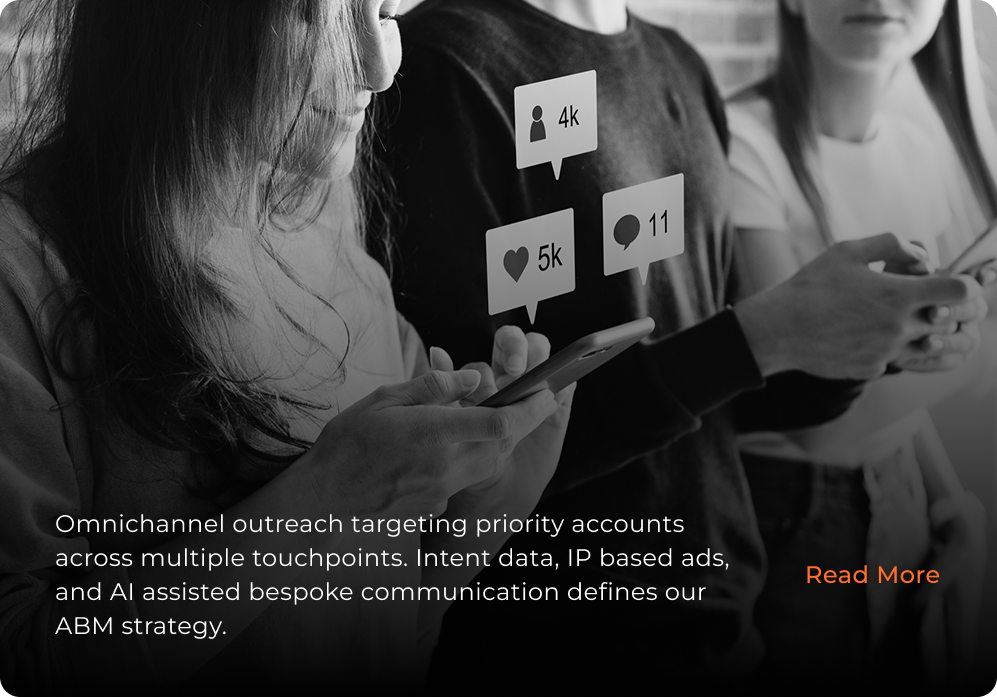 4k
5k
11
Omnichannel outreach targeting priority accounts
across multiple touchpoints. Intent data, IP based ads,
and AI assisted bespoke communication defines our
ABM strategy.
Read More